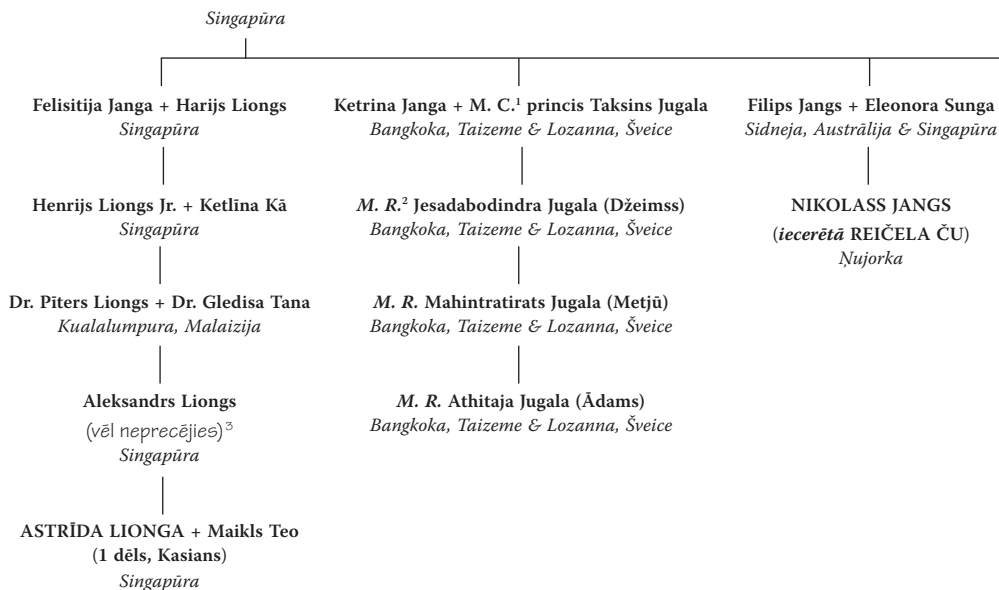 Singapūra
Felisitija Janga + Harijs Liongs
Singapūra
Henrijs Liongs Jr. + Ketlīna Kā
Singapūra
Dr. Pīters Liongs + Dr. Gledisa Tana
Kualalumpura, Malaizija
Aleksandrs Liongs
(vēl neprecējies)³
Singapūra
ASTRĪDA LIONGA + Maikls Teo
(1 dēls, Kasians)
Singapūra
Ketrina Janga + M. C.¹ princis Taksins Jugala
Bangkoka, Taizeme & Lozanna, Šveice
M. R.² Jesadabodindra Jugala (Džeimss)
Bangkoka, Taizeme & Lozanna, Šveice
M. R. Mahintratirats Jugala (Metjū)
Bangkoka, Taizeme & Lozanna, Šveice
M. R. Athitaja Jugala (Ādams)
Bangkoka, Taizeme & Lozanna, Šveice
Filips Jangs + Eleonora Sunga
Sidneja, Austrālija & Singapūra
NIKOLASS JANGS
(iecerētā REIČELA ČU)
Ņujorka